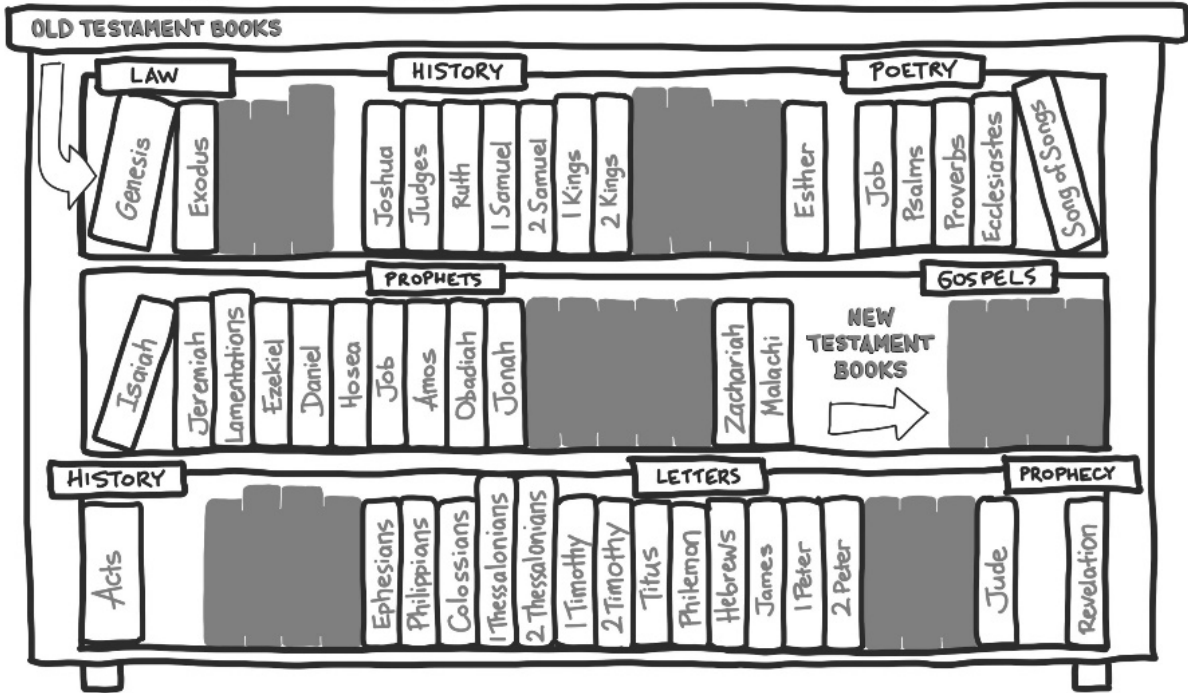 OLD TESTAMENT BOOKS
LAW
HISTORY
POETRY
Genesis
Exodus
Joshua
Judges
Ruth
1 Samuel
2 Samuel
1 Kings
2 Kings
Esther
Job
Psalms
Proverbs
Ecclesiastes
Song of Songs
PROPHETS
GOSPELS
Isaiah
Jeremiah
Lamentations
Ezekiel
Daniel
Hosea
Job
Amos
Obadiah
Jonah
Zachariah
Malachi
NEW
TESTAMENT
BOOKS
HISTORY
LETTERS
PROPHECY
Acts
Ephesians
Philippians
Colossians
1 Thessalonians
2 Thessalonians
1 Timothy
2 Timothy
Titus
Philemon
Hebrews
James
1 Peter
2 Peter
Jude
Revelation